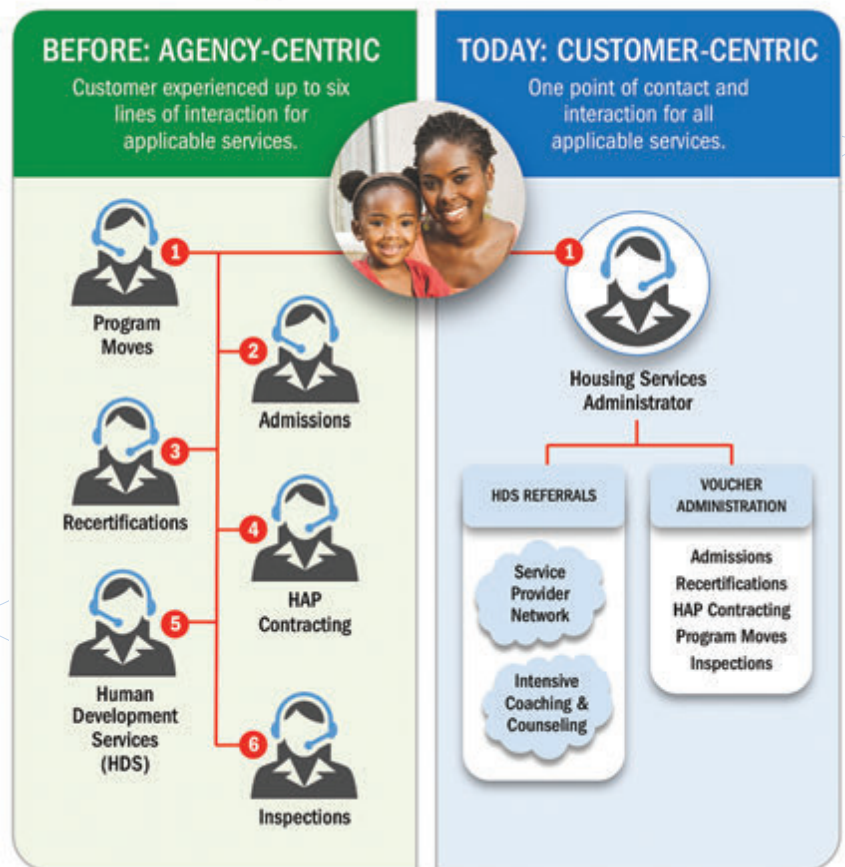 BEFORE: AGENCY-CENTRIC
Customer experienced up to six
lines of interaction for
applicable services.
1
Program
Moves
2
Admissions
3
Recertifications
4
HAP
Contracting
5
Human
Development
Services
(HDS)
6
Inspections
TODAY: CUSTOMER-CENTRIC
One point of contact and
interaction for all
applicable services.
1
Housing Services
Administrator
HDS REFERRALS
Service
Provider
Network
Intensive
Coaching &
Counseling
VOUCHER
ADMINISTRATION
Admissions
Recertifications
HAP Contracting
Program Moves
Inspections